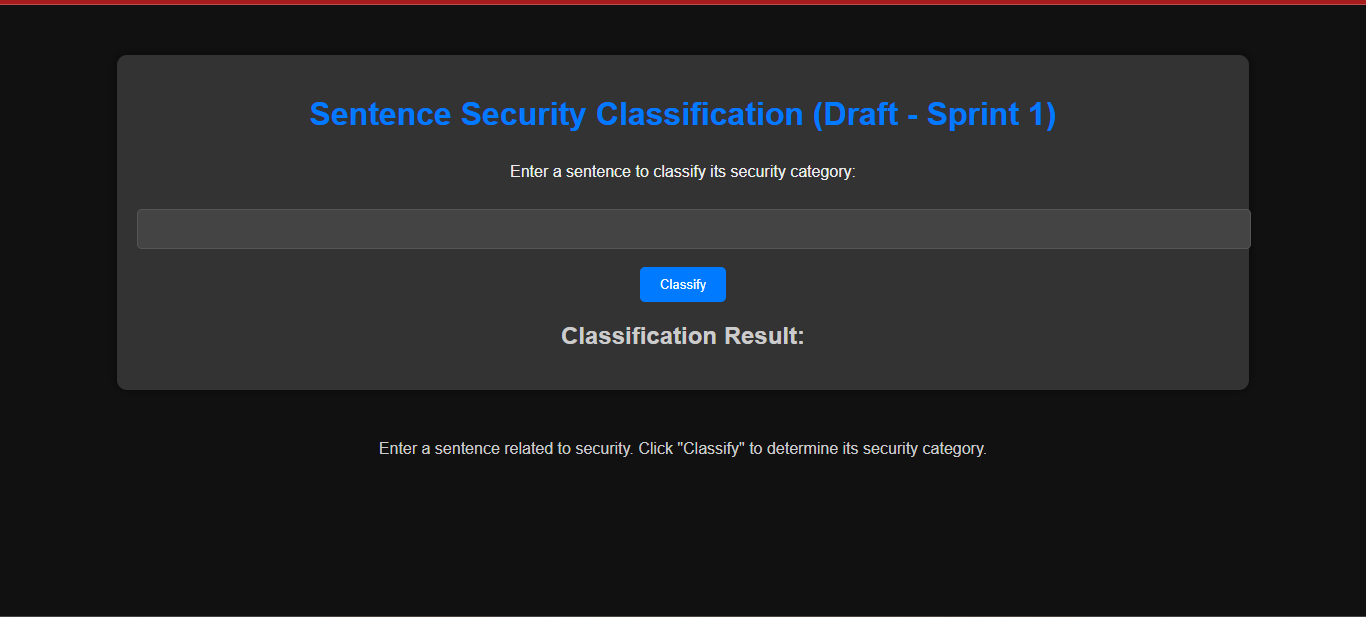 Sentence Security Classification (Draft - Sprint 1)
Enter a sentence to classify its security category:
Classify
Classification Result:
Enter a sentence related to security. Click "Classify" to determine its security category.